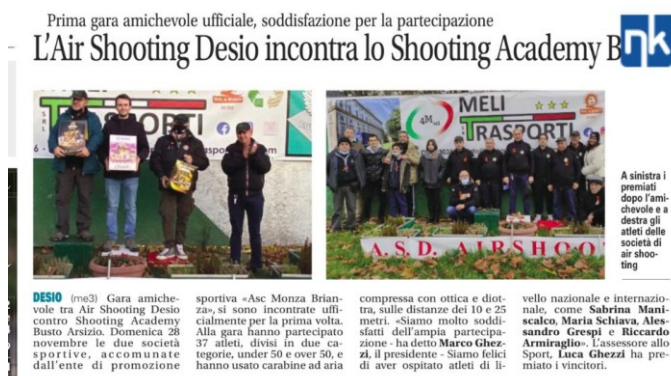 Prima gara amichevole ufficiale, soddisfazione per la partecipazione
L'Air Shooting Desio incontra lo Shooting Academy B
nk
MELI
TRASPORTI
4M
MELI
TRASPORTI
A.S.D. AIRSHOO
A sinistra i
premiati
dopo l'ami-
chevole e a
destra gli
atleti delle
società di
air shoo-
ting
DESIO (me3) Gara amiche-
vole tra Air Shooting Desio
contro Shooting Academy
Busto Arsizio. Domenica 28
novembre le due società
sportive, accomunate
dall'ente di promozione
sportiva «Asc Monza Brian-
za», si sono incontrate uffi-
cialmente per la prima volta.
Alla gara hanno partecipato
37 atleti, divisi in due ca-
tegorie, under 50 e over 50, e
hanno usato carabine ad aria
compressa con ottica e diot-
tra, sulle distanze dei 10 e 25
metri. «Siamo molto soddi-
sfatti dell'ampia partecipa-
zione - ha detto Marco Ghez-
zi, il presidente - Siamo felici
di aver ospitato atleti di li-
vello nazionale e internazio-
nale, come Sabrina Mani-
scalco, Maria Schiava, Ales-
sandro Grespi e Riccardo
Armiraglio». L'assessore allo
Sport, Luca Ghezzi ha pre-
miato i vincitori.